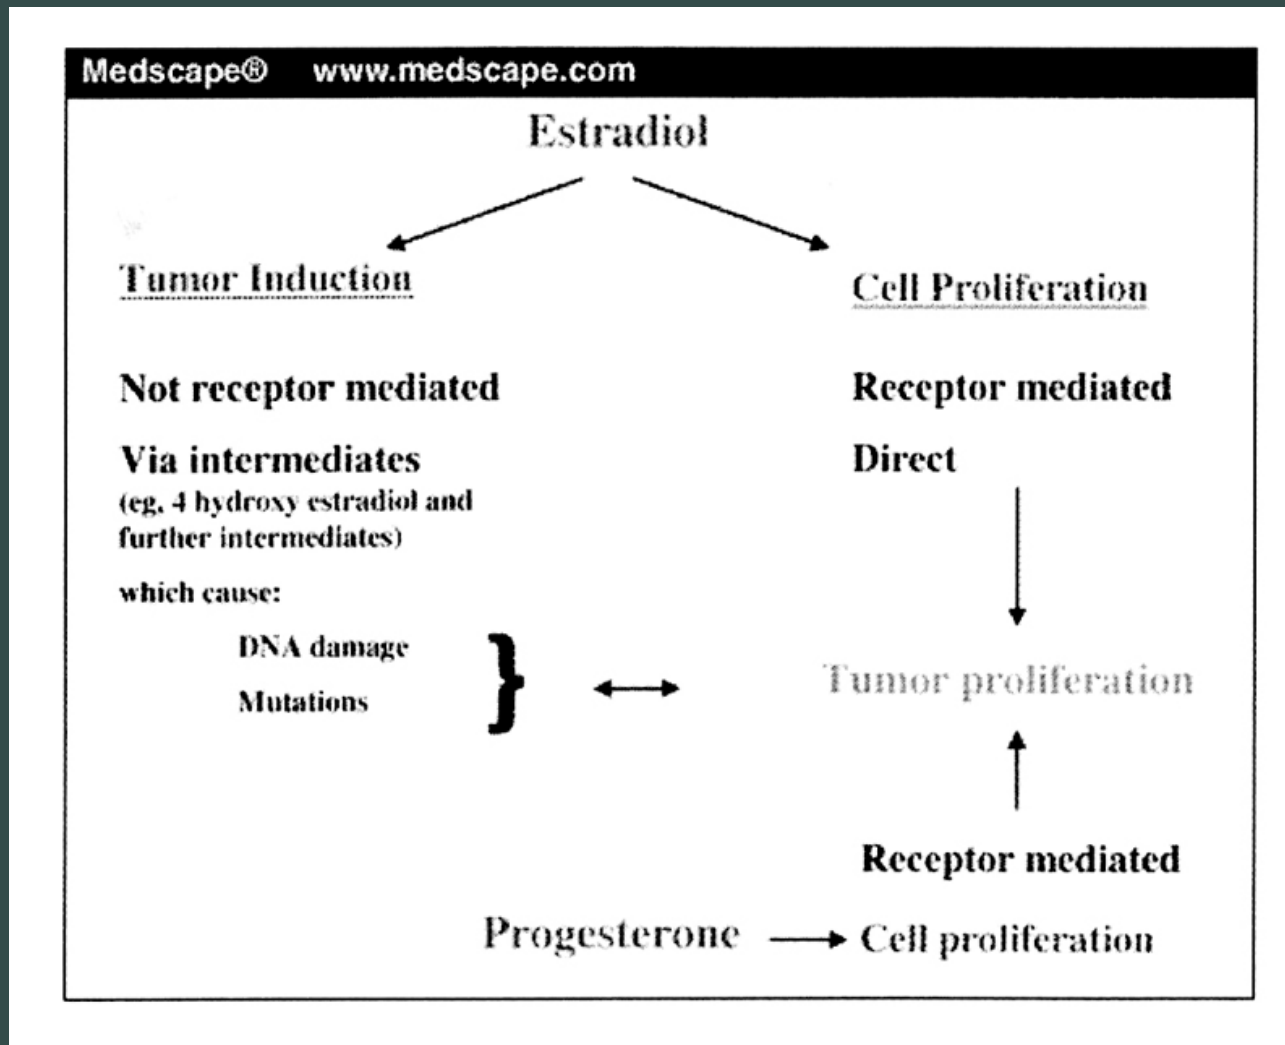 Medscape® www.medscape.com
Estradiol
Tumor Induction
Not receptor mediated
Via intermediates
(eg. 4 hydroxy estradiol and
further intermediates)
which cause:
DNA damage
Mutations
Cell Proliferation
Receptor mediated
Direct
Tumor proliferation
Receptor mediated
Progesterone
Cell proliferation